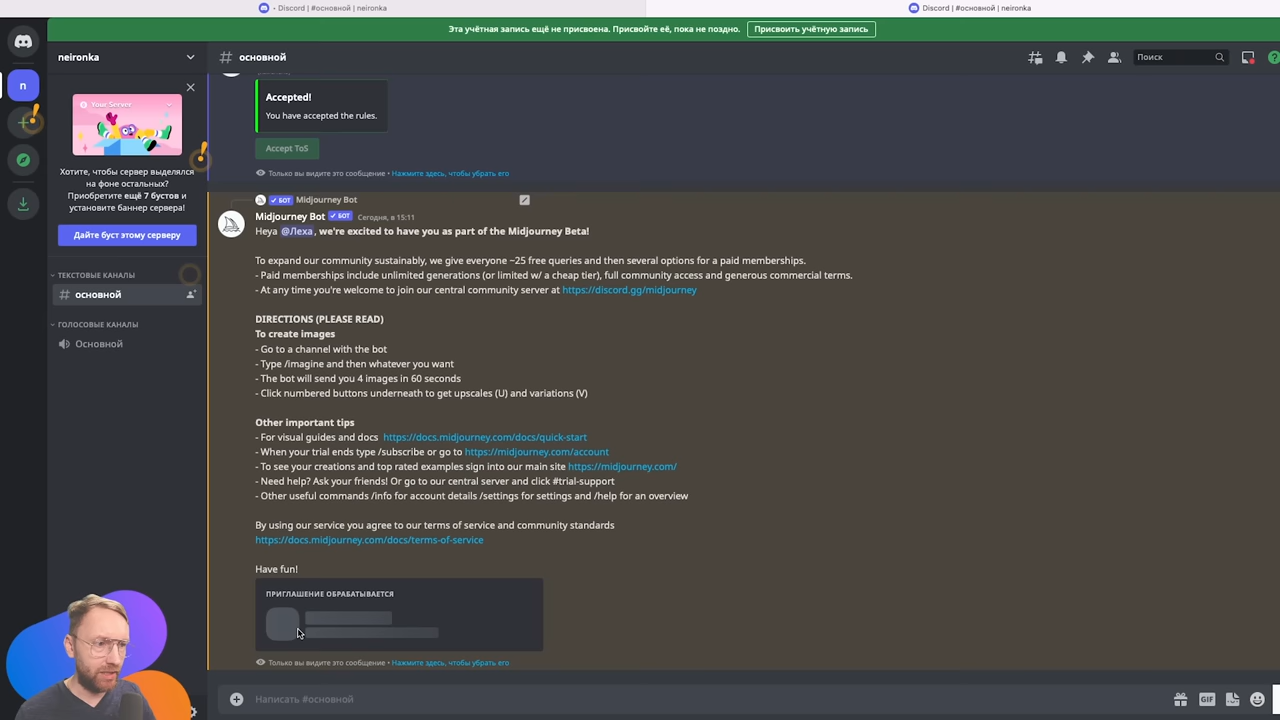 - Discord | #основной | neironka
Discord | #основной | neironka
Эта учётная запись ещё не присвоена. Присвойте её, пока не поздно. Присвоить учётную запись
neironka
основной
Поиск
n
Your Server
Хотите, чтобы сервер выделялся
на фоне остальных?
Приобретите ещё 7 бустов и
установите баннер сервера!
Дайте буст этому серверу
ТЕКСТОВЫЕ КАНАЛЫ
# основной
ГОЛОСОВЫЕ КАНАЛЫ
Основной
Accepted!
You have accepted the rules.
Accept ToS
Только вы видите это сообщение • Нажмите здесь, чтобы убрать его
✓ БОТ Midjourney Bot
Midjourney Bot ✓ БОТ Сегодня, в 15:11
Heya @Леха, we're excited to have you as part of the Midjourney Beta!
To expand our community sustainably, we give everyone ~25 free queries and then several options for a paid memberships.
- Paid memberships include unlimited generations (or limited w/ a cheap tier), full community access and generous commercial terms.
- At any time you're welcome to join our central community server at https://discord.gg/midjourney
DIRECTIONS (PLEASE READ)
To create images
- Go to a channel with the bot
- Type /imagine and then whatever you want
- The bot will send you 4 images in 60 seconds
- Click numbered buttons underneath to get upscales (U) and variations (V)
Other important tips
- For visual guides and docs https://docs.midjourney.com/docs/quick-start
- When your trial ends type /subscribe or go to https://midjourney.com/account
- To see your creations and top rated examples sign into our main site https://midjourney.com/
- Need help? Ask your friends! Or go to our central server and click #trial-support
- Other useful commands /info for account details /settings for settings and /help for an overview
By using our service you agree to our terms of service and community standards
https://docs.midjourney.com/docs/terms-of-service
Have fun!
ПРИГЛАШЕНИЕ ОБРАБАТЫВАЕТСЯ
Только вы видите это сообщение • Нажмите здесь, чтобы убрать его
Написать #основной
GIF